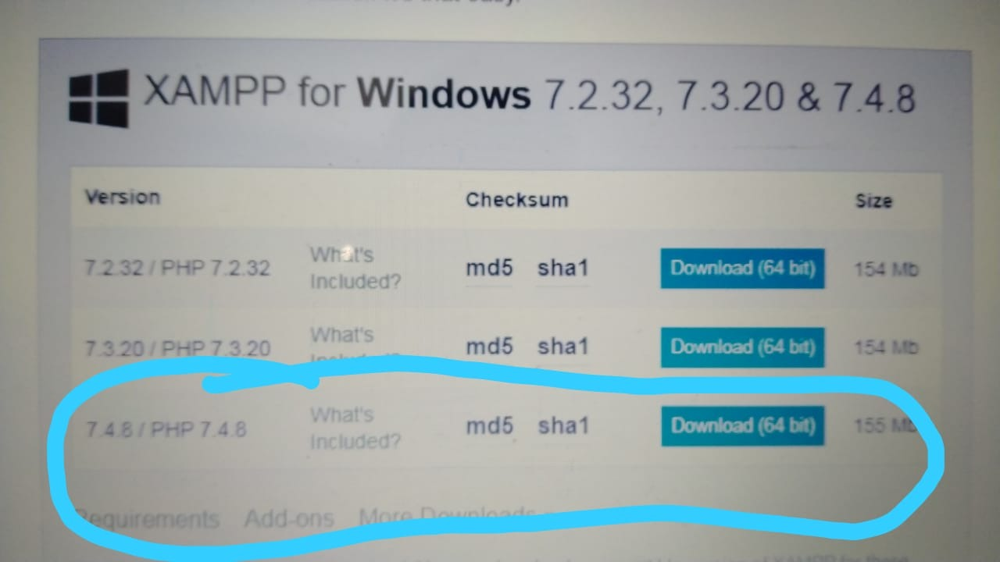 XAMPP for Windows 7.2.32, 7.3.20 & 7.4.8
Version Checksum Size
7.2.32 / PHP 7.2.32 What's Included? md5 sha1 Download (64 bit) 154 Mb
7.3.20 / PHP 7.3.20 What's Included? md5 sha1 Download (64 bit) 154 Mb
7.4.8 / PHP 7.4.8 What's Included? md5 sha1 Download (64 bit) 155 Mb
Requirements Add-ons More Downloads